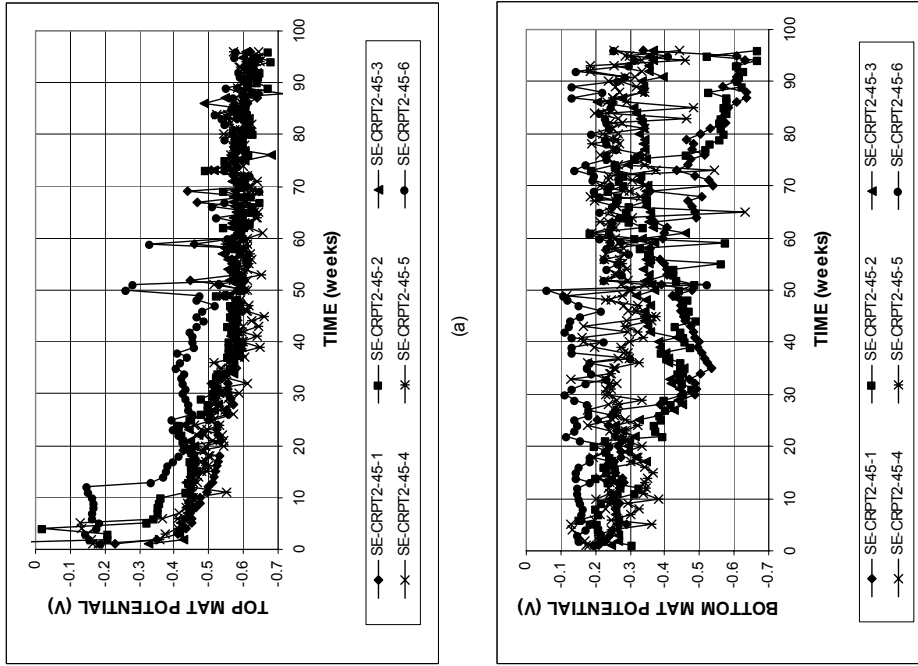 0
-0.1
-0.2
-0.3
-0.4
-0.5
-0.6
-0.7
TOP MAT POTENTIAL (V)
0 10 20 30 40 50 60 70 80 90 100
TIME (weeks)
SE-CRPT2-45-1 SE-CRPT2-45-2 SE-CRPT2-45-3
SE-CRPT2-45-4 SE-CRPT2-45-5 SE-CRPT2-45-6
(a)
0
-0.1
-0.2
-0.3
-0.4
-0.5
-0.6
-0.7
BOTTOM MAT POTENTIAL (V)
0 10 20 30 40 50 60 70 80 90 100
TIME (weeks)
SE-CRPT2-45-1 SE-CRPT2-45-2 SE-CRPT2-45-3
SE-CRPT2-45-4 SE-CRPT2-45-5 SE-CRPT2-45-6